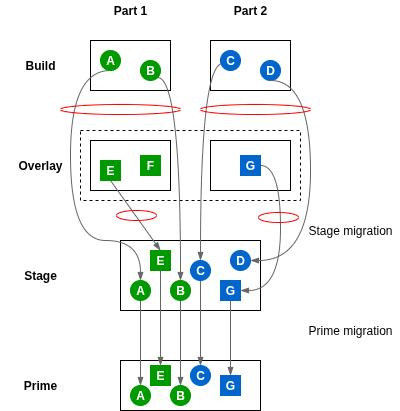 Part 1 Part 2
Build A B C D
Overlay E F G
Stage migration
Stage E C D A B G
Prime migration
Prime E C G A B